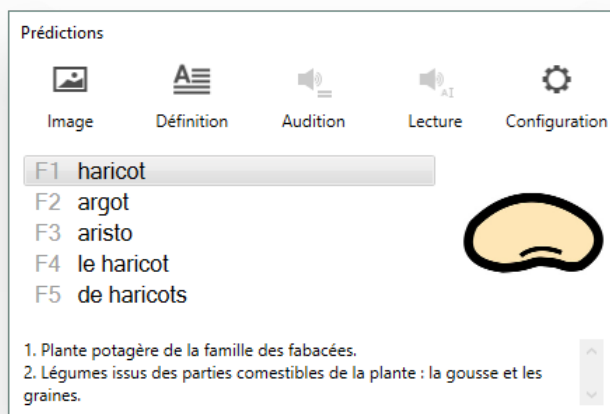 Prédictions
Image Définition Audition Lecture Configuration
F1 haricot
F2 argot
F3 aristo
F4 le haricot
F5 de haricots
1. Plante potagère de la famille des fabacées.
2. Légumes issus des parties comestibles de la plante : la gousse et les
graines.